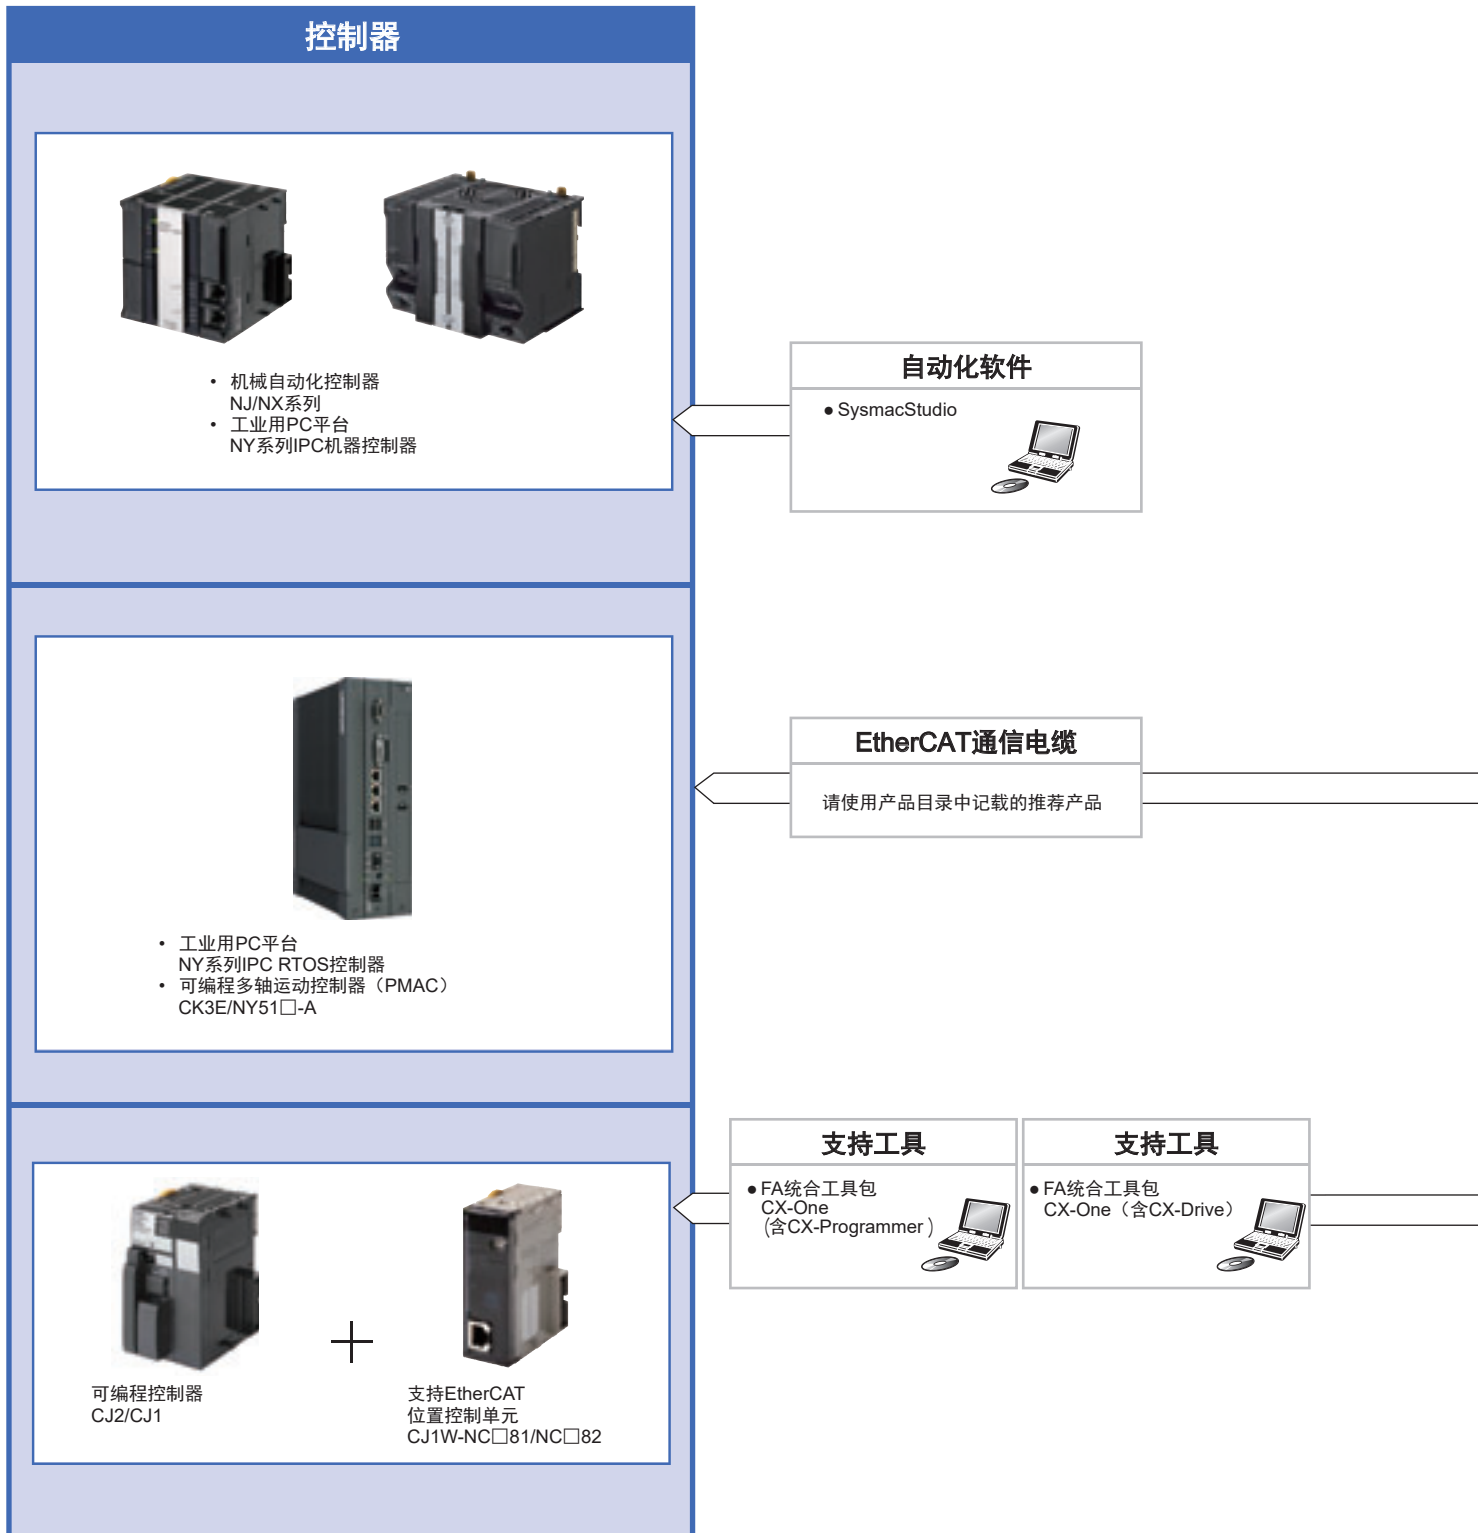 控制器
• 机械自动化控制器
NJ/NX系列
• 工业用PC平台
NY系列IPC机器控制器
自动化软件
● SysmacStudio
• 工业用PC平台
NY系列IPC RTOS控制器
• 可编程多轴运动控制器（PMAC）
CK3E/NY51□-A
EtherCAT通信电缆
请使用产品目录中记载的推荐产品
可编程控制器
CJ2/CJ1
支持EtherCAT
位置控制单元
CJ1W-NC□81/NC□82
支持工具
● FA统合工具包
CX-One
(含CX-Programmer)
支持工具
● FA统合工具包
CX-One（含CX-Drive）